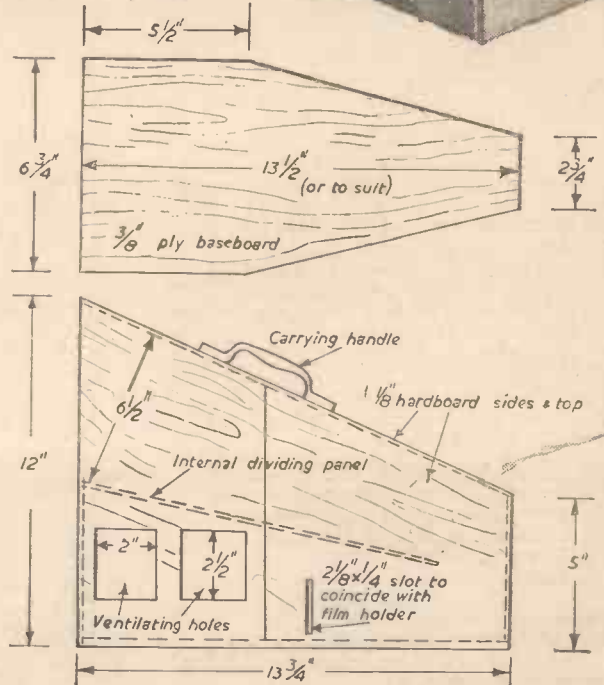 5½"
6¾"
13½"
(or to suit)
2¾"
⅜" ply baseboard
Carrying handle
1⅛" hardboard sides & top
6½"
12"
Internal dividing panel
2"
2½"
2⅛"×¼" slot to
coincide with
film holder
5"
Ventilating holes
13¾"